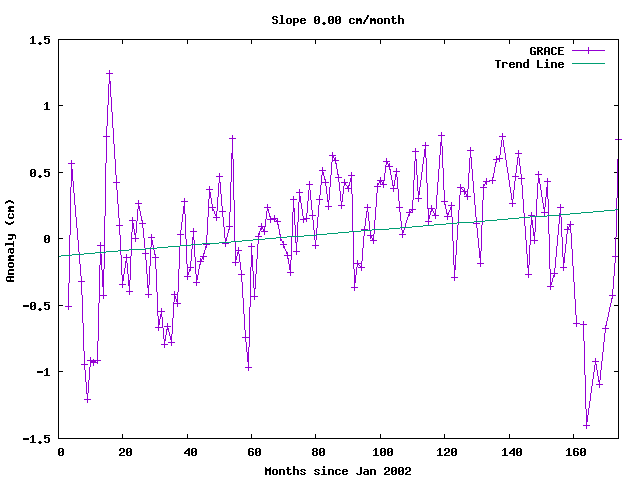 Slope 0.00 cm/month
GRACE
Trend Line
Anomaly (cm)
1.5
1
0.5
0
-0.5
-1
-1.5
0 20 40 60 80 100 120 140 160
Months since Jan 2002